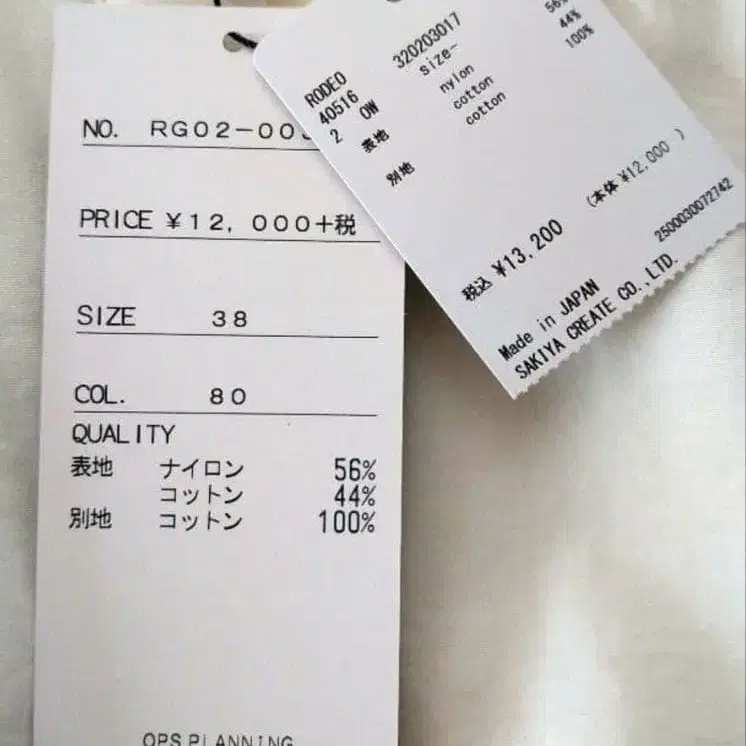 NO. RG02-00
PRICE ¥12,000+税
SIZE 38
COL. 80
QUALITY
表地 ナイロン 56%
コットン 44%
別地 コットン 100%
OPS PLANNING
RODEO 320203017
40516 size-
2 OW
表地 nylon 56%
cotton 44%
別地 cotton 100%
税込 ¥13,200 (本体 ¥12,000 )
2500030072742
Made in JAPAN
SAKIYA CREATE CO.,LTD.